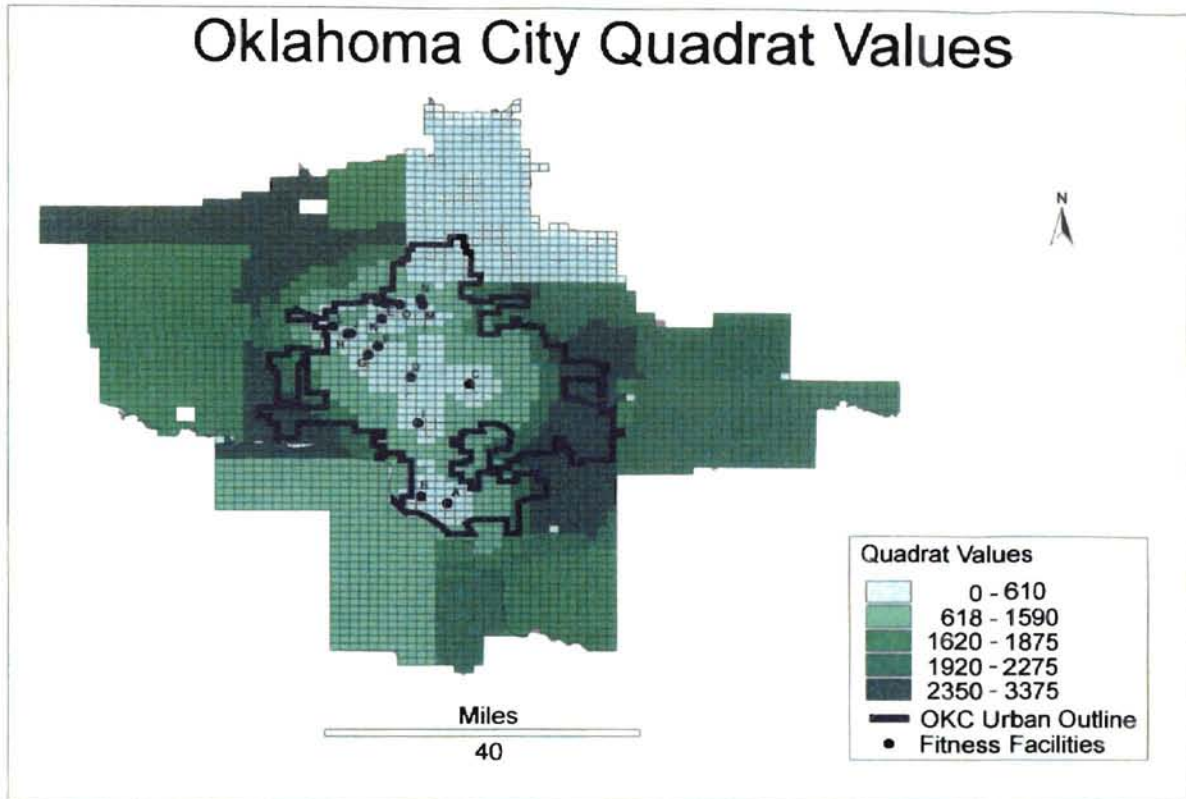 Oklahoma City Quadrat Values
N
Quadrat Values
0 - 610
618 - 1590
1620 - 1875
1920 - 2275
2350 - 3375
OKC Urban Outline
Fitness Facilities
Miles
40